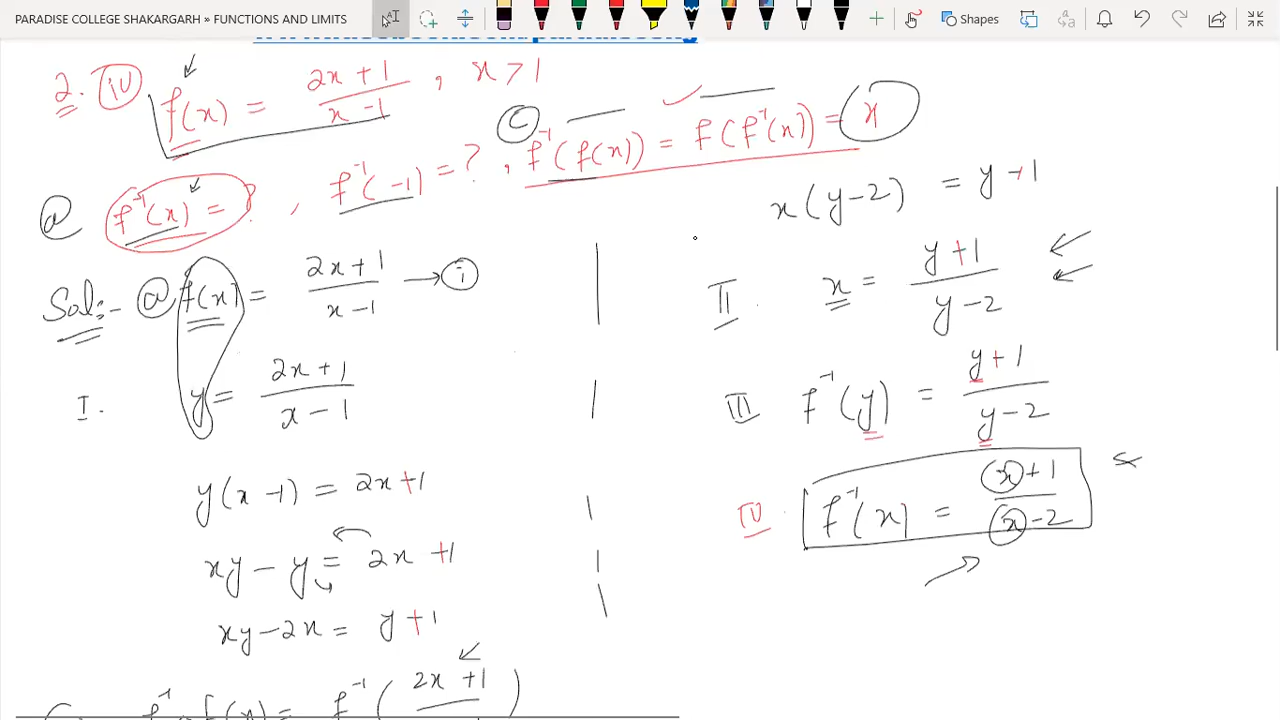 PARADISE COLLEGE SHAKARGARH » FUNCTIONS AND LIMITS
Shapes
2. (iv) f(x) = (2x+1)/(x-1) , x > 1
(c) f⁻¹(f(x)) = f(f⁻¹(x)) = x
(a) f⁻¹(x) = ? , f⁻¹(-1) = ? ,
Sol:- (a) f(x) = (2x+1)/(x-1) → (i)
I. y = (2x+1)/(x-1)
y(x-1) = 2x+1
xy - y = 2x+1
xy-2x = y+1
f(x) = f⁻¹(2x+1
x(y-2) = y+1
II. x = (y+1)/(y-2)
III f⁻¹(y) = (y+1)/(y-2)
IV. f⁻¹(x) = (x+1)/(x-2)